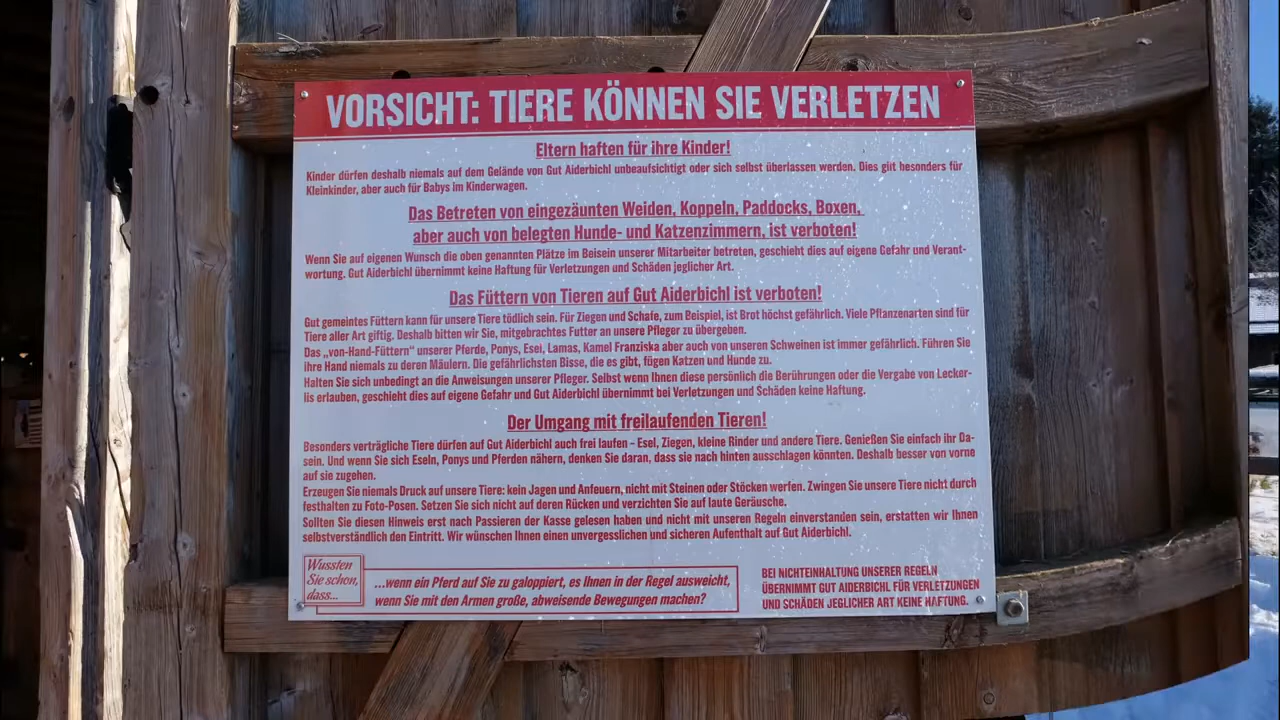 VORSICHT: TIERE KÖNNEN SIE VERLETZEN
Eltern haften für ihre Kinder!
Kinder dürfen deshalb niemals auf dem Gelände von Gut Aiderbichl unbeaufsichtigt oder sich selbst überlassen werden. Dies gilt besonders für
Kleinkinder, aber auch für Babys im Kinderwagen.
Das Betreten von eingezäunten Weiden, Koppeln, Paddocks, Boxen,
aber auch von belegten Hunde- und Katzenzimmern, ist verboten!
Wenn Sie auf eigenen Wunsch die oben genannten Plätze im Beisein unserer Mitarbeiter betreten, geschieht dies auf eigene Gefahr und Verant-
wortung. Gut Aiderbichl übernimmt keine Haftung für Verletzungen und Schäden jeglicher Art.
Das Füttern von Tieren auf Gut Aiderbichl ist verboten!
Gut gemeintes Füttern kann für unsere Tiere tödlich sein. Für Ziegen und Schafe, zum Beispiel, ist Brot höchst gefährlich. Viele Pflanzenarten sind für
Tiere aller Art giftig. Deshalb bitten wir Sie, mitgebrachtes Futter an unsere Pfleger zu übergeben.
Das „von-Hand-Füttern" unserer Pferde, Ponys, Esel, Lamas, Kamel Franziska aber auch von unseren Schweinen ist immer gefährlich. Führen Sie
ihre Hand niemals zu deren Mäulern. Die gefährlichsten Bisse, die es gibt, fügen Katzen und Hunde zu.
Halten Sie sich unbedingt an die Anweisungen unserer Pfleger. Selbst wenn Ihnen diese persönlich die Berührungen oder die Vergabe von Lecker-
lis erlauben, geschieht dies auf eigene Gefahr und Gut Aiderbichl übernimmt bei Verletzungen und Schäden keine Haftung.
Der Umgang mit freilaufenden Tieren!
Besonders verträgliche Tiere dürfen auf Gut Aiderbichl auch frei laufen – Esel, Ziegen, kleine Rinder und andere Tiere. Genießen Sie einfach ihr Da-
sein. Und wenn Sie sich Eseln, Ponys und Pferden nähern, denken Sie daran, dass sie nach hinten ausschlagen könnten. Deshalb besser von vorne
auf sie zugehen.
Erzeugen Sie niemals Druck auf unsere Tiere: kein Jagen und Anfeuern, nicht mit Steinen oder Stöcken werfen. Zwingen Sie unsere Tiere nicht durch
festhalten zu Foto-Posen. Setzen Sie sich nicht auf deren Rücken und verzichten Sie auf laute Geräusche.
Sollten Sie diesen Hinweis erst nach Passieren der Kasse gelesen haben und nicht mit unseren Regeln einverstanden sein, erstatten wir Ihnen
selbstverständlich den Eintritt. Wir wünschen Ihnen einen unvergesslichen und sicheren Aufenthalt auf Gut Aiderbichl.
Wussten
Sie schon,
dass...
...wenn ein Pferd auf Sie zu galoppiert, es Ihnen in der Regel ausweicht,
wenn Sie mit den Armen große, abweisende Bewegungen machen?
BEI NICHTEINHALTUNG UNSERER REGELN
ÜBERNIMMT GUT AIDERBICHL FÜR VERLETZUNGEN
UND SCHÄDEN JEGLICHER ART KEINE HAFTUNG.